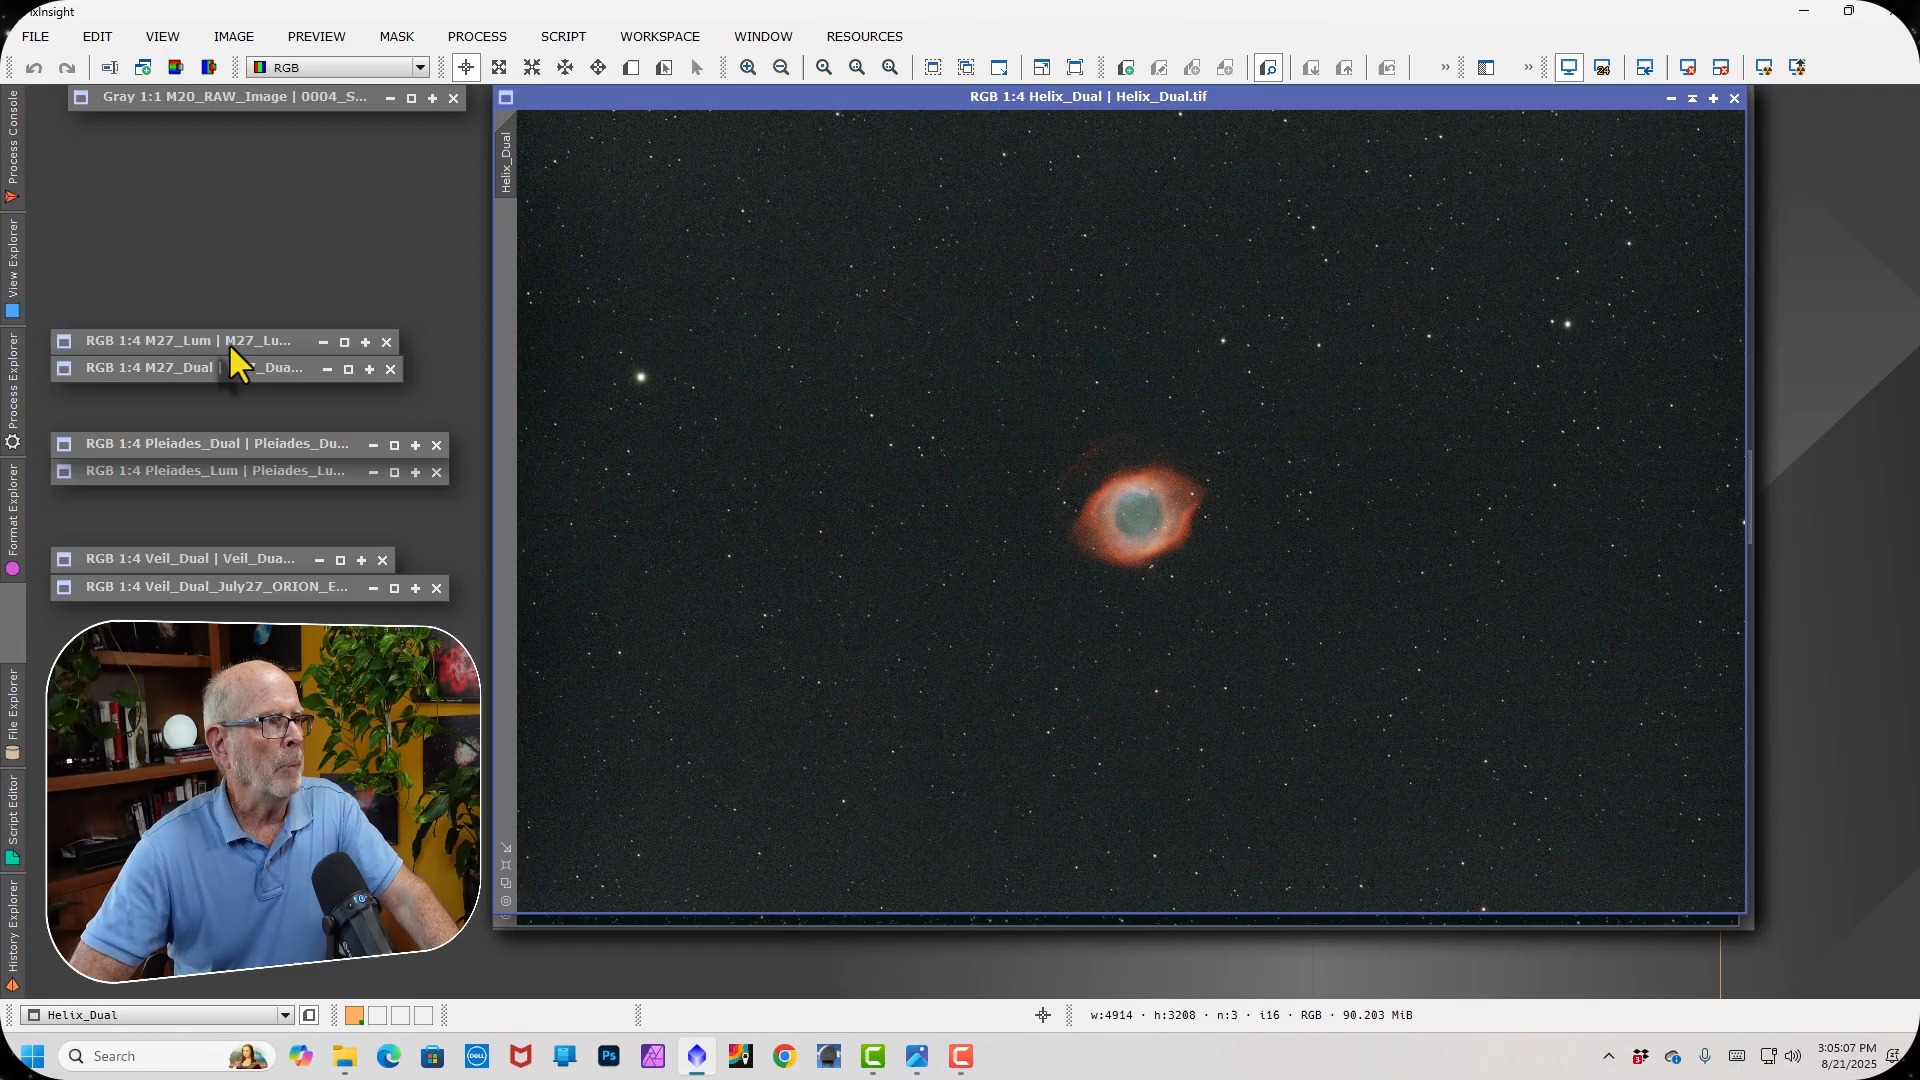 ixInsight
FILE EDIT VIEW IMAGE PREVIEW MASK PROCESS SCRIPT WORKSPACE WINDOW RESOURCES
RGB
24
Gray 1:1 M20_RAW_Image | 0004_S...
RGB 1:4 Helix_Dual | Helix_Dual.tif
Helix_Dual
Process Console
View Explorer
Process Explorer
Format Explorer
File Explorer
Script Editor
History Explorer
RGB 1:4 M27_Lum | M27_Lu...
RGB 1:4 M27_Dual | _Dua...
RGB 1:4 Pleiades_Dual | Pleiades_Du...
RGB 1:4 Pleiades_Lum | Pleiades_Lu...
RGB 1:4 Veil_Dual | Veil_Dua...
RGB 1:4 Veil_Dual_July27_ORION_E...
Helix_Dual
w:4914 · h:3208 · n:3 · i16 · RGB · 90.203 MiB
Search
DELL
Ps
3:05:07 PM
8/21/2025